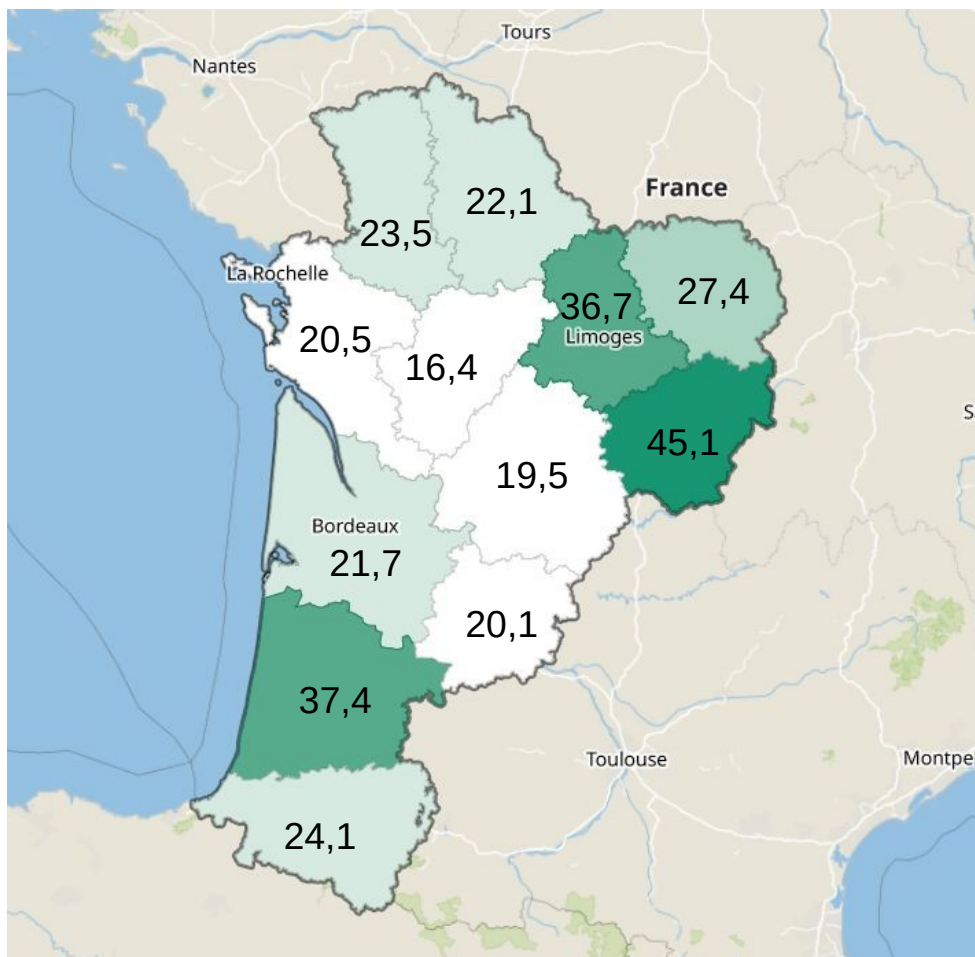 Tours
Nantes
France
22,1
23,5
La Rochelle
27,4
36,7
Limoges
20,5
16,4
S
45,1
19,5
Bordeaux
21,7
20,1
37,4
Toulouse
Montpe
24,1